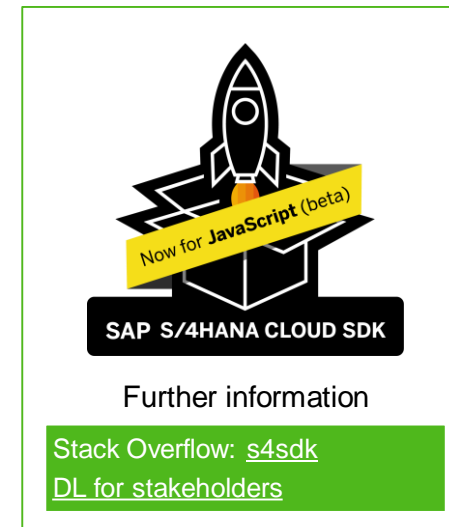 Now for JavaScript (beta)
SAP S/4HANA CLOUD SDK
Further information
Stack Overflow: s4sdk
DL for stakeholders